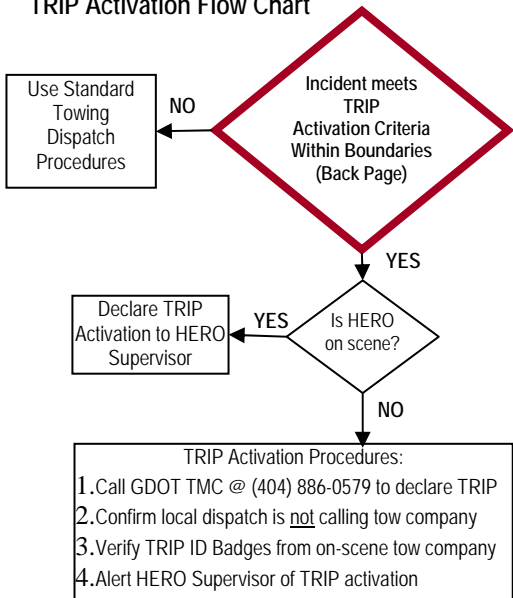 TRIP Activation Flow Chart
Incident meets
TRIP
Activation Criteria
Within Boundaries
(Back Page)
NO
Use Standard
Towing
Dispatch
Procedures
YES
Is HERO
on scene?
YES
Declare TRIP
Activation to HERO
Supervisor
NO
TRIP Activation Procedures:
1.Call GDOT TMC @ (404) 886-0579 to declare TRIP
2.Confirm local dispatch is not calling tow company
3.Verify TRIP ID Badges from on-scene tow company
4.Alert HERO Supervisor of TRIP activation